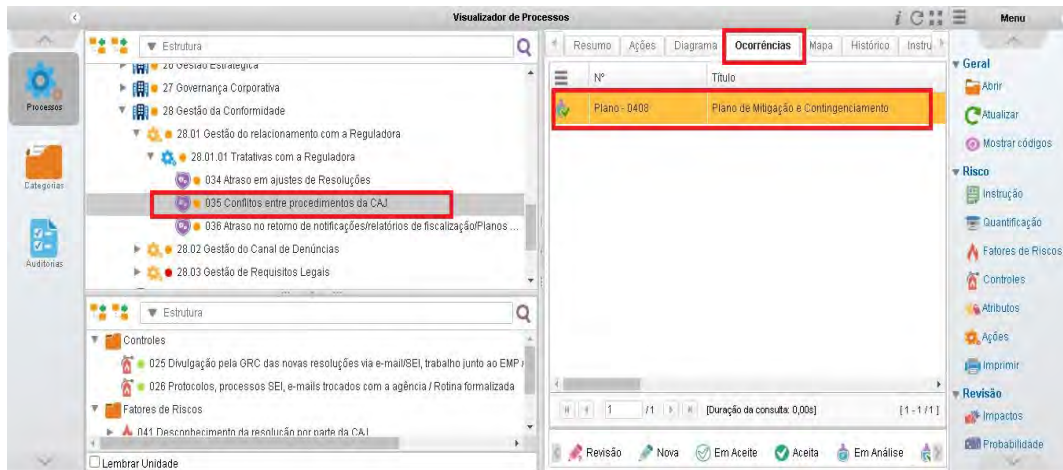 Visualizador de Processos
Menu
Processos
Categorias
Auditorias
Estrutura
26 Gestão Estratégica
27 Governança Corporativa
28 Gestão da Conformidade
28.01 Gestão do relacionamento com a Reguladora
28.01.01 Tratativas com a Reguladora
034 Atraso em ajustes de Resoluções
035 Conflitos entre procedimentos da CAJ
036 Atraso no retorno de notificações/relatórios de fiscalização/Planos ...
28.02 Gestão do Canal de Denúncias
28.03 Gestão de Requisitos Legais
Estrutura
Controles
025 Divulgação pela GRC das novas resoluções via e-mail/SEI, trabalho junto ao EMP
026 Protocolos, processos SEI, e-mails trocados com a agência / Rotina formalizada
Fatores de Riscos
041 Desconhecimento da resolução por parte da CAJ
Lembrar Unidade
Resumo Ações Diagrama Ocorrências Mapa Histórico Instru
Nº Título
Plano - 0408 Plano de Mitigação e Contingenciamento
1 /1 [Duração da consulta: 0,00s] [1 - 1 / 1]
Revisão Nova Em Aceite Aceita Em Análise
Geral
Abrir
Atualizar
Mostrar códigos
Risco
Instrução
Quantificação
Fatores de Riscos
Controles
Atributos
Ações
Imprimir
Revisão
Impactos
Probabilidade